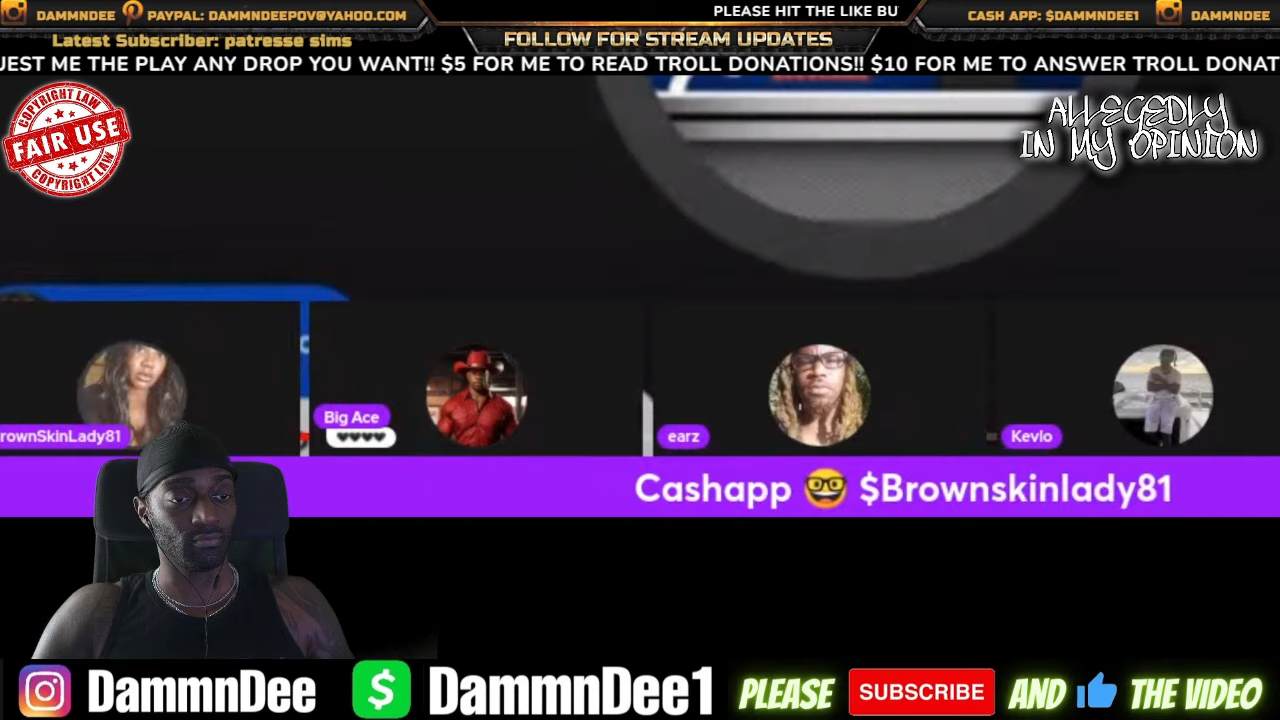 DAMMNDEE PAYPAL: DAMMNDEEPOV@YAHOO.COM
PLEASE HIT THE LIKE BU
CASH APP: $DAMMNDEE1 DAMMNDEE
Latest Subscriber: patresse sims
FOLLOW FOR STREAM UPDATES
UEST ME THE PLAY ANY DROP YOU WANT!! $5 FOR ME TO READ TROLL DONATIONS!! $10 FOR ME TO ANSWER TROLL DONAT
COPYRIGHT LAW
FAIR USE
COPYRIGHT LAW
ALLEGEDLY
IN MY OPINION
rownSkinLady81
Big Ace
earz
Kevlo
Cashapp 🤓 $Brownskinlady81
DammnDee
$ DammnDee1
PLEASE SUBSCRIBE AND 👍 THE VIDEO